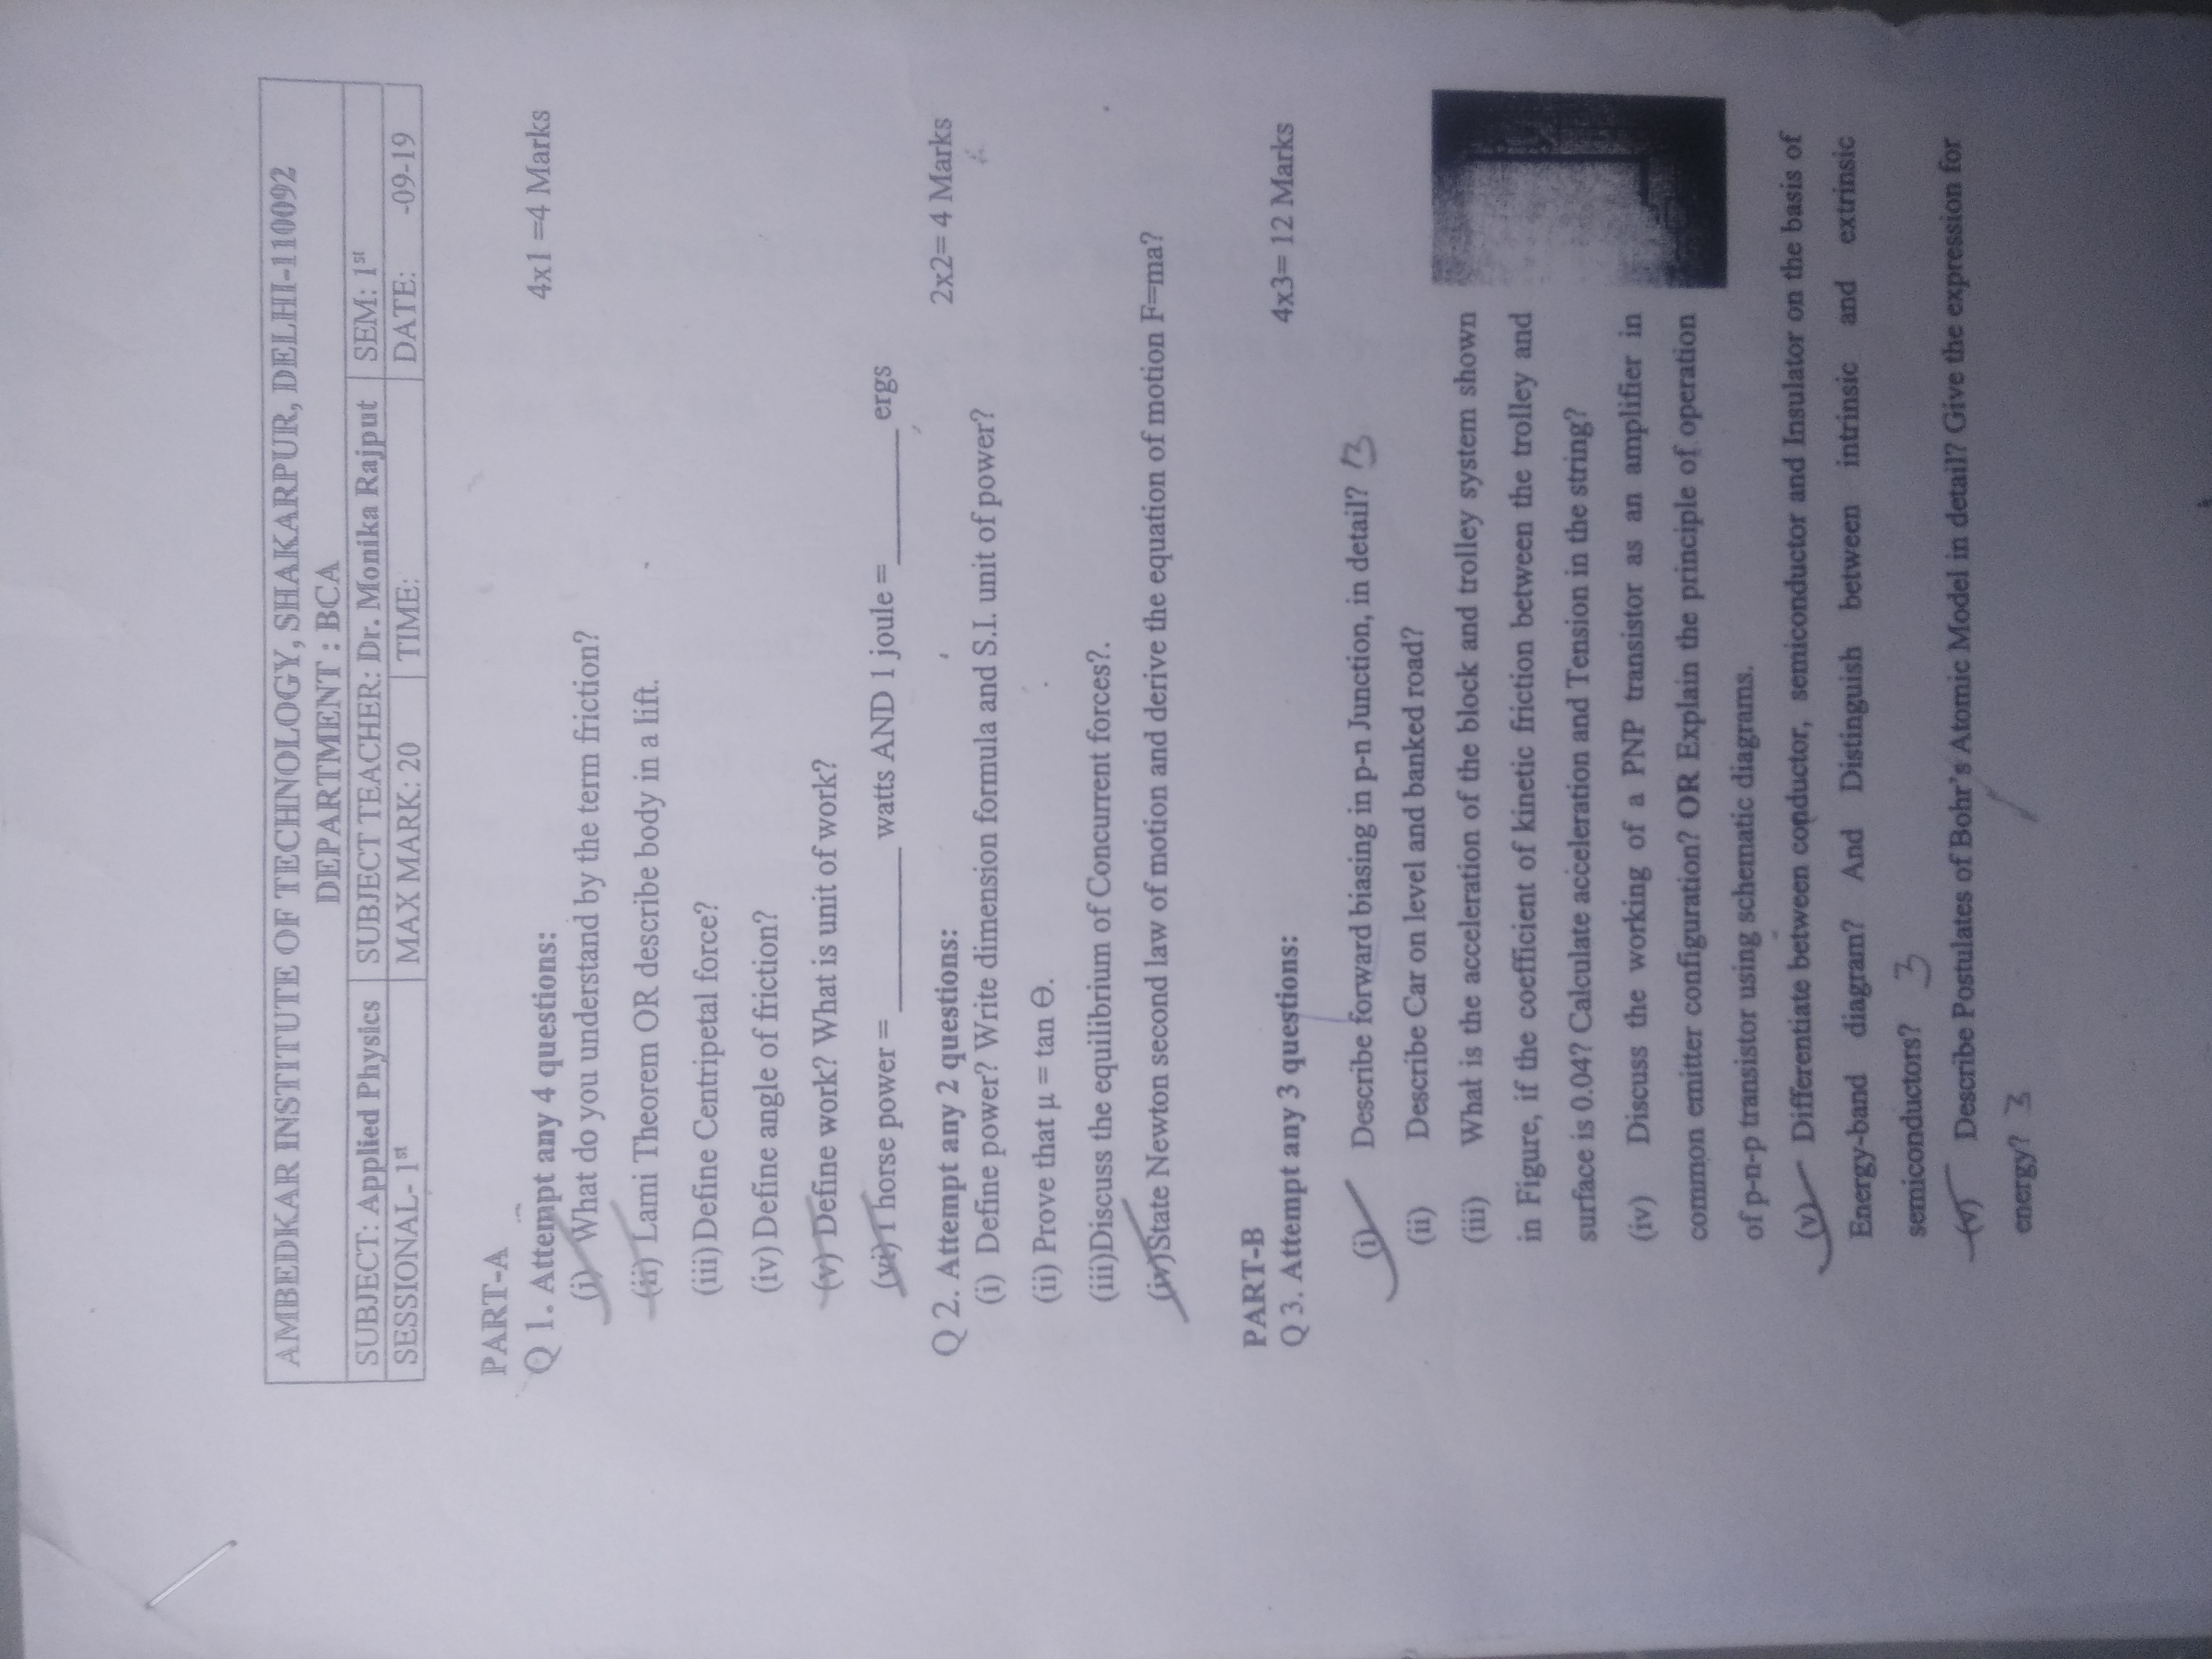 AMBEDKAR INSTITUTE OF TECHNOLOGY, SHAKARPUR, DELHI-110092
DEPARTMENT : BCA
SUBJECT: Applied Physics SUBJECT TEACHER: Dr. Monika Rajput SEM: 1st
SESSIONAL- 1st MAX MARK: 20 TIME: DATE: -09-19
PART-A
Q 1. Attempt any 4 questions: 4x1 =4 Marks
(i) What do you understand by the term friction?
(ii) Lami Theorem OR describe body in a lift.
(iii) Define Centripetal force?
(iv) Define angle of friction?
(v) Define work? What is unit of work?
(vi) 1 horse power = ________ watts AND 1 joule = ________ ergs
Q 2. Attempt any 2 questions: 2x2= 4 Marks
(i) Define power? Write dimension formula and S.I. unit of power?
(ii) Prove that μ = tan Θ.
(iii)Discuss the equilibrium of Concurrent forces?.
(iv)State Newton second law of motion and derive the equation of motion F=ma?
PART-B
Q 3. Attempt any 3 questions: 4x3= 12 Marks
(i) Describe forward biasing in p-n Junction, in detail? 3
(ii) Describe Car on level and banked road?
(iii) What is the acceleration of the block and trolley system shown
in Figure, if the coefficient of kinetic friction between the trolley and
surface is 0.04? Calculate acceleration and Tension in the string?
(iv) Discuss the working of a PNP transistor as an amplifier in
common emitter configuration? OR Explain the principle of operation
of p-n-p transistor using schematic diagrams.
(v) Differentiate between conductor, semiconductor and Insulator on the basis of
Energy-band diagram? And Distinguish between intrinsic and extrinsic
semiconductors? 3
(v) Describe Postulates of Bohr's Atomic Model in detail? Give the expression for
energy? 3